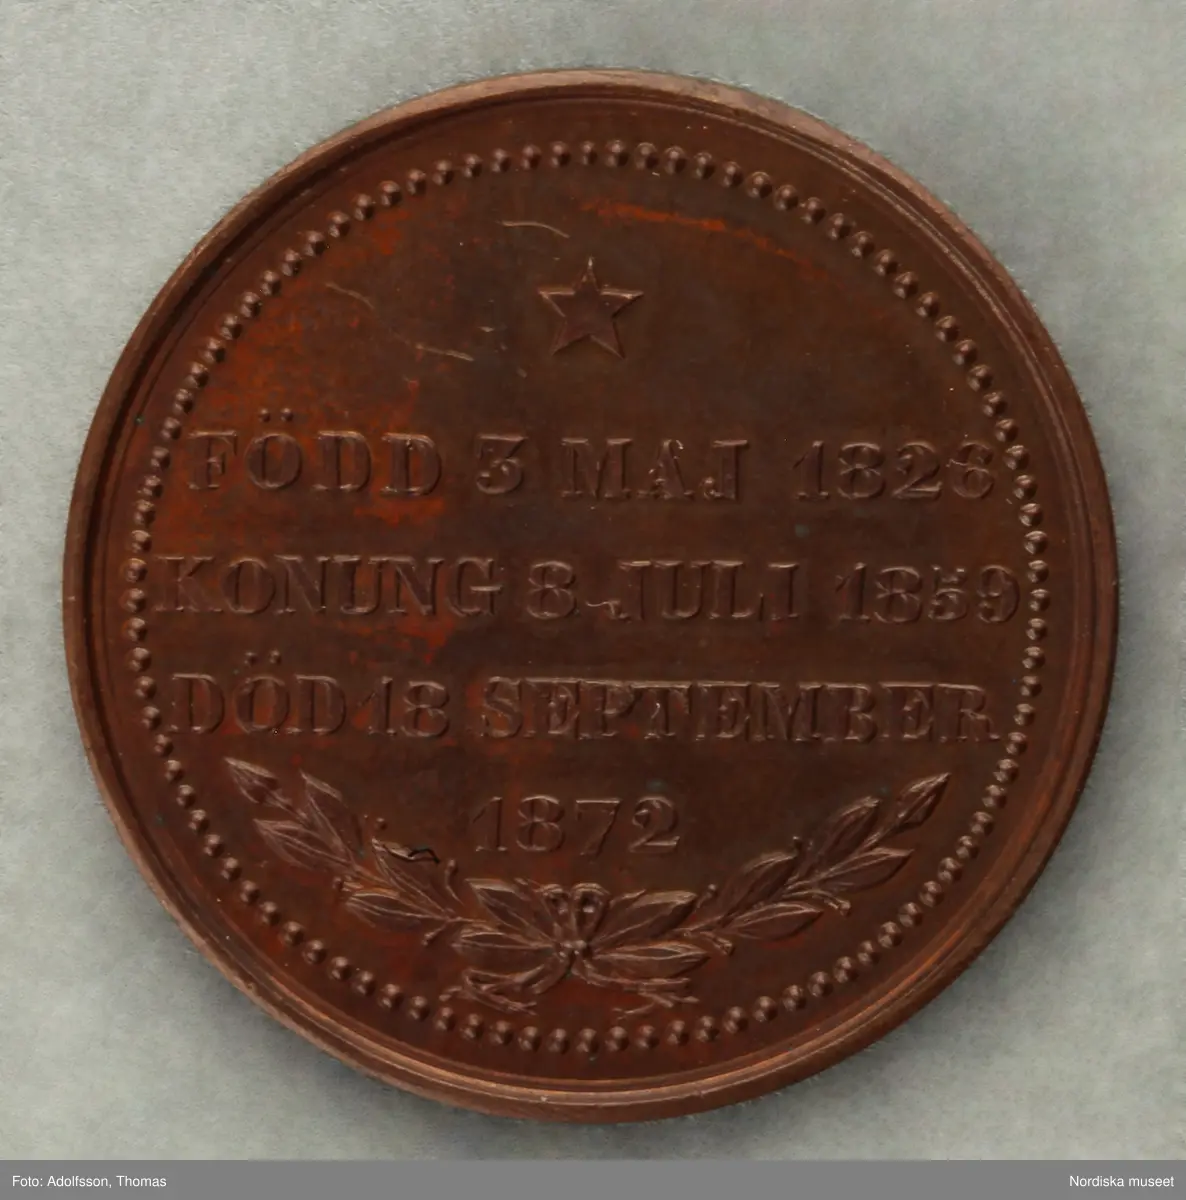 FÖDD 3 MAJ 1826
KONUNG 8 JULI 1859
DÖD 18 SEPTEMBER
1872
Foto: Adolfsson, Thomas
Nordiska museet